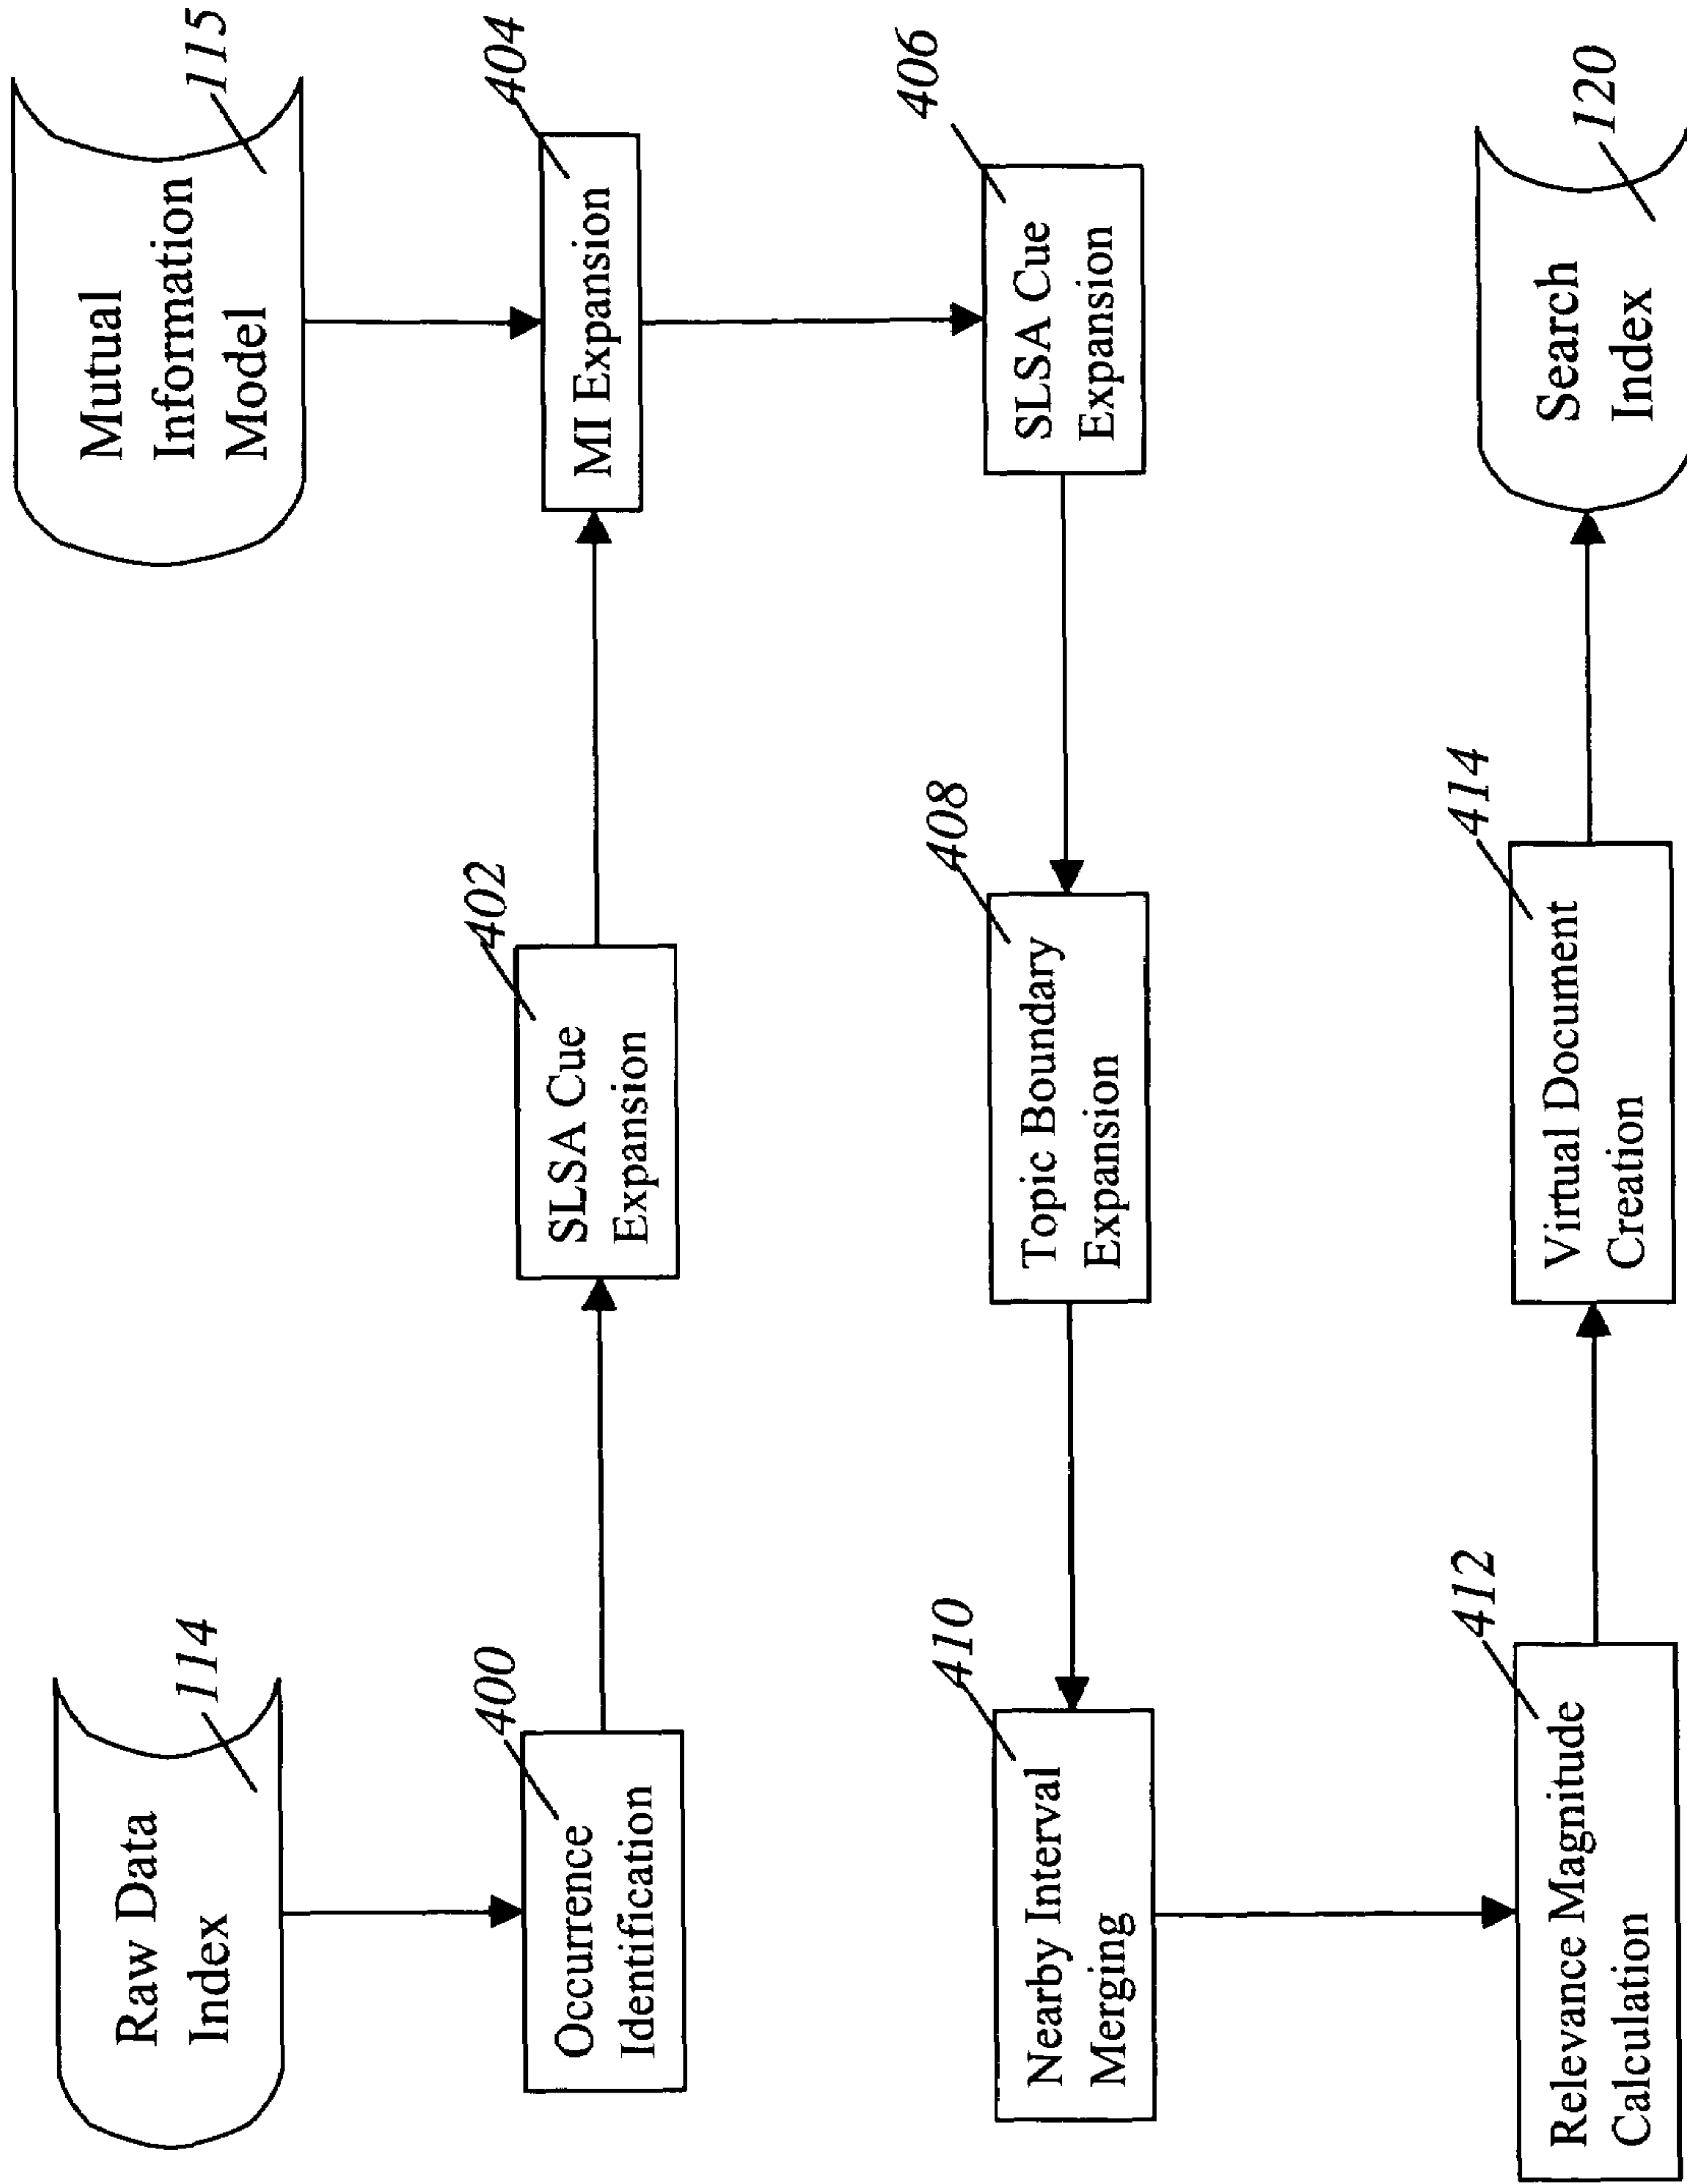 Raw Data
Index
114
Mutual
Information
Model
115
Occurrence
Identification
400
SLSA Cue
Expansion
402
MI Expansion
404
SLSA Cue
Expansion
406
Topic Boundary
Expansion
408
Nearby Interval
Merging
410
Relevance Magnitude
Calculation
412
Virtual Document
Creation
414
Search
Index
120